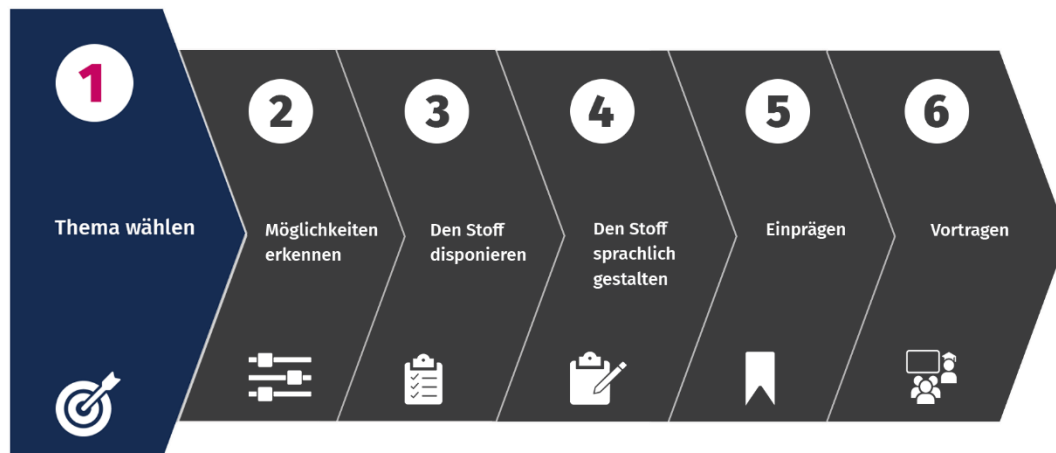 1
Thema wählen
2
Möglichkeiten
erkennen
3
Den Stoff
disponieren
4
Den Stoff
sprachlich
gestalten
5
Einprägen
6
Vortragen